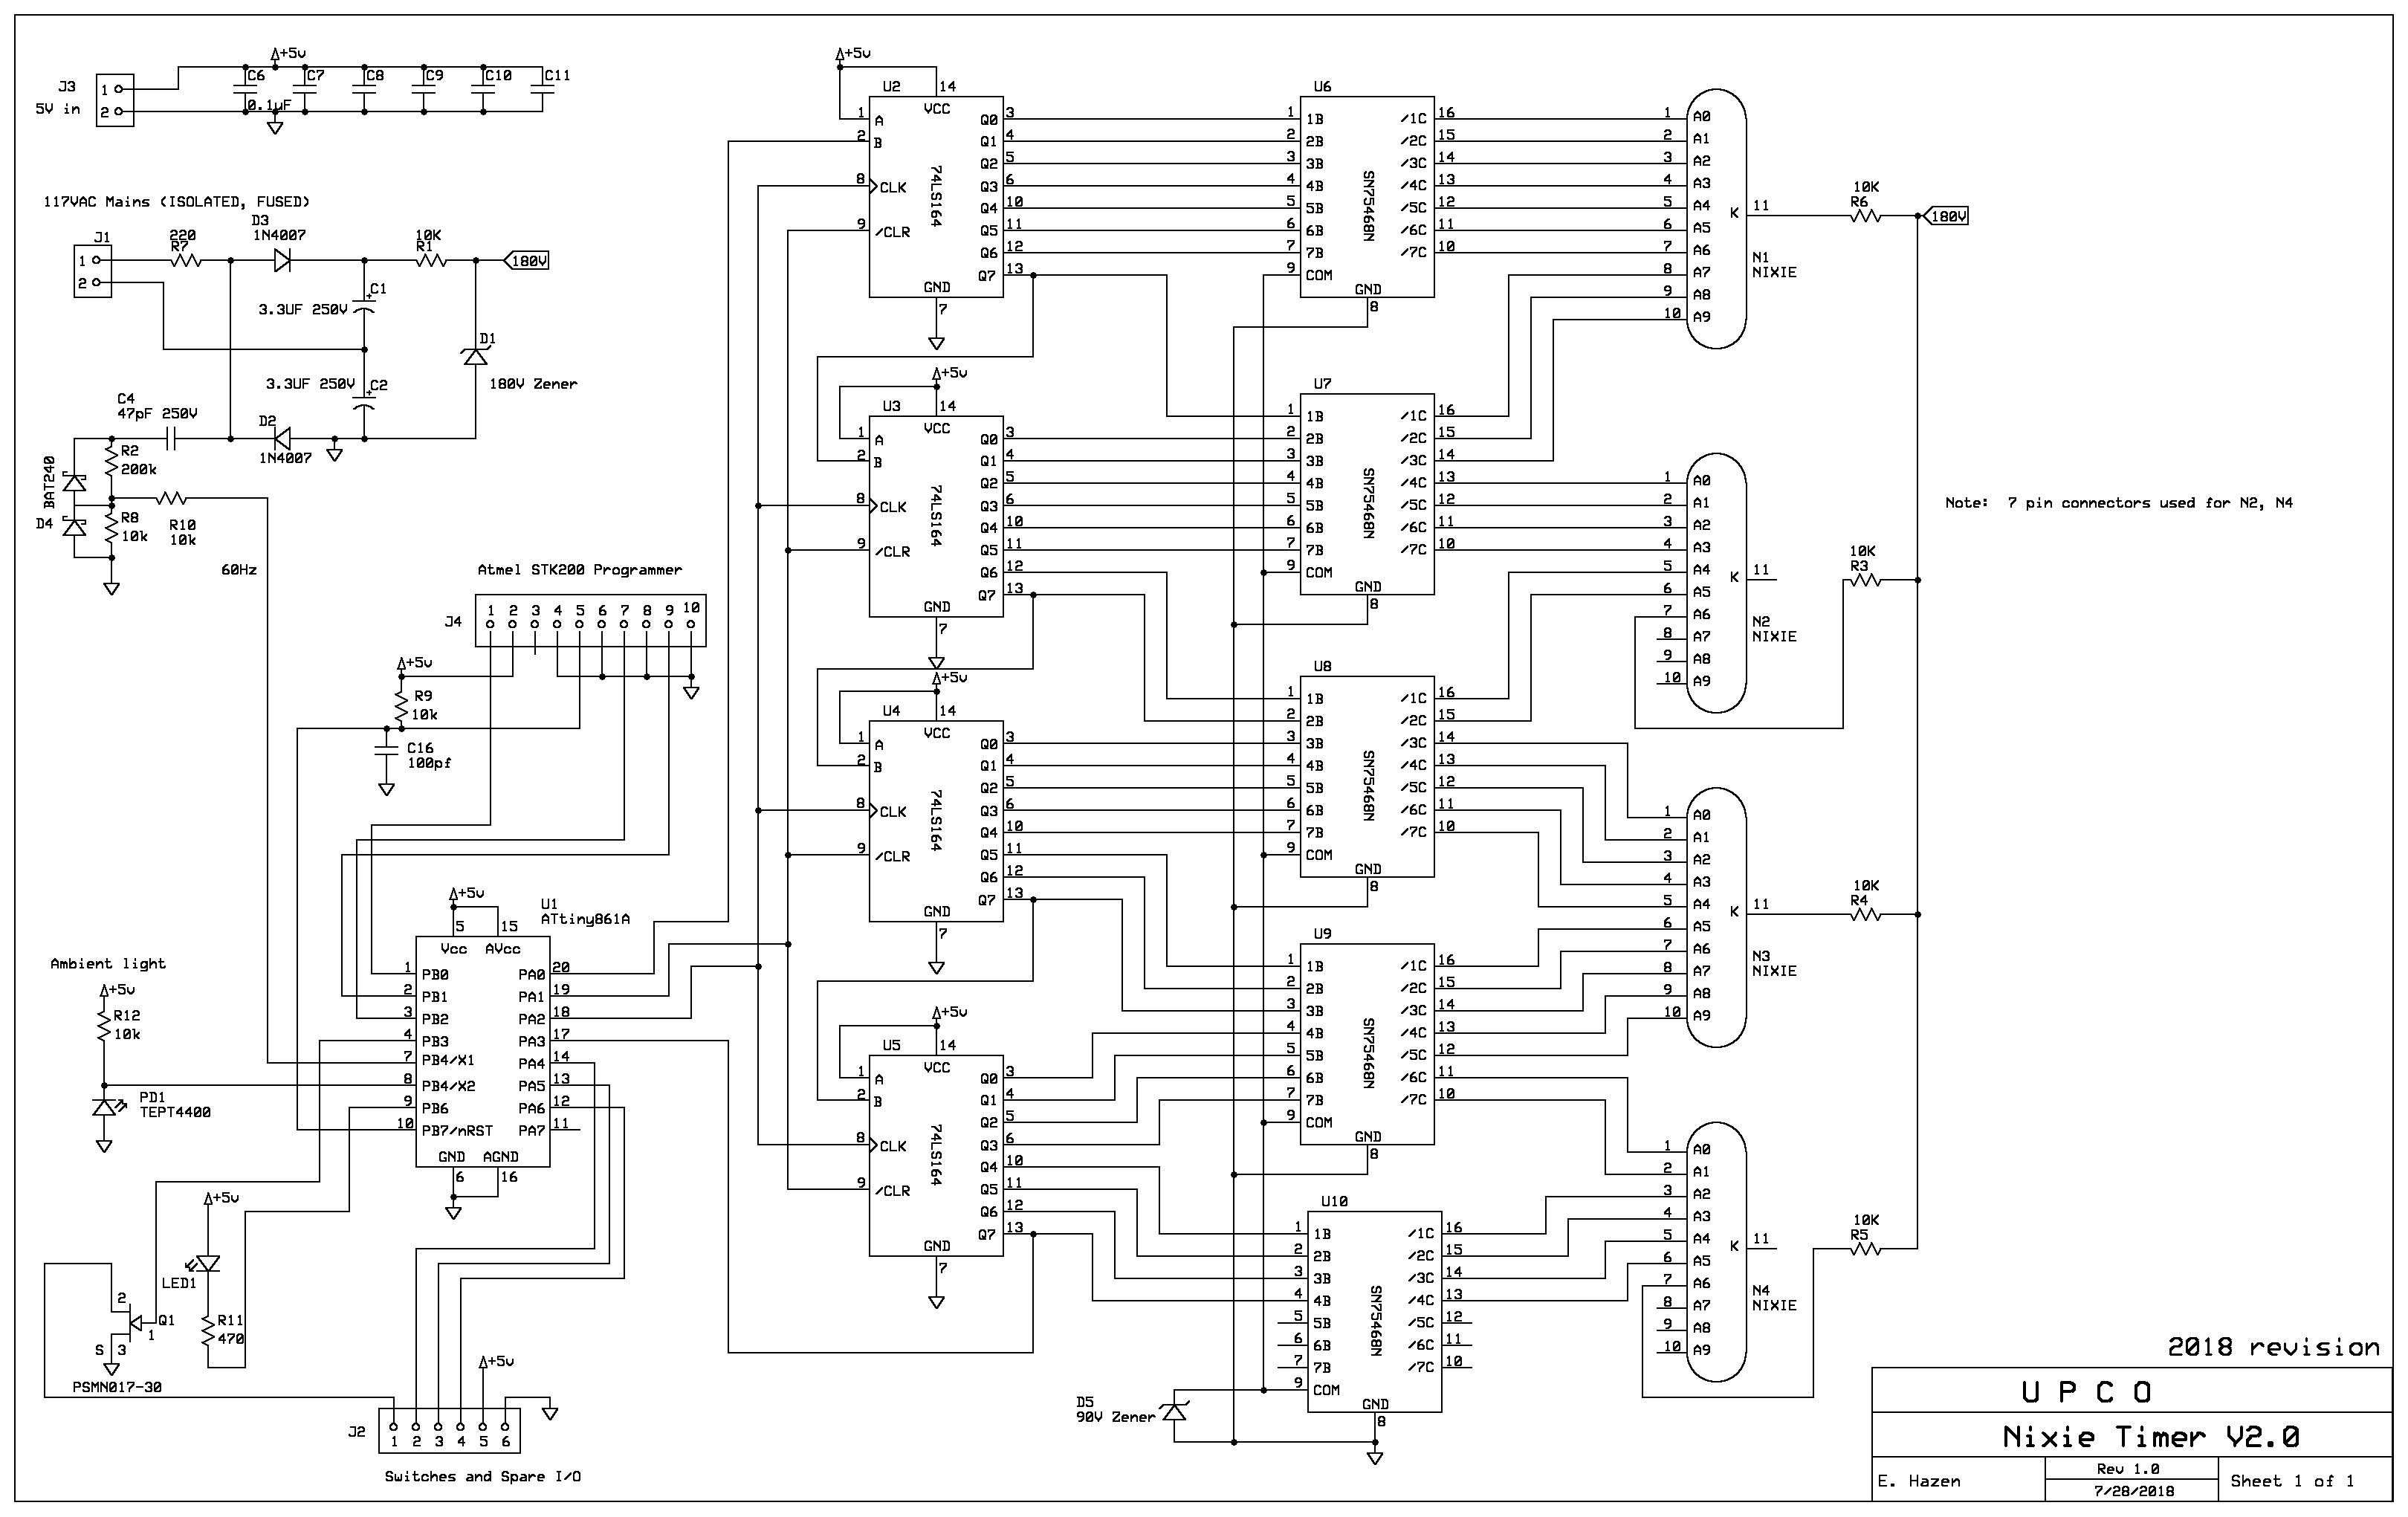 +5v
J3
5V in
1
2
C6
C7
C8
C9
C10
C11
0.1µF
117VAC Mains (ISOLATED, FUSED)
J1
1
2
220
R7
D3
1N4007
10K
R1
180V
C1
3.3UF 250V
D1
180V Zener
3.3UF 250V
C2
C4
47pF 250V
D2
1N4007
R2
200k
BAT240
D4
R8
10k
R10
10k
60Hz
Atmel STK200 Programmer
J4
1 2 3 4 5 6 7 8 9 10
+5v
R9
10k
C16
100pf
+5v
U1
ATtiny861A
5 15
Vcc AVcc
1 PB0 PA0 20
2 PB1 PA1 19
3 PB2 PA2 18
4 PB3 PA3 17
7 PB4/X1 PA4 14
8 PB4/X2 PA5 13
9 PB6 PA6 12
10 PB7/nRST PA7 11
GND AGND
6 16
Ambient light
+5v
R12
10k
PD1
TEPT4400
+5v
LED1
R11
470
2
Q1
1
S 3
PSMN017-30
+5v
J2
1 2 3 4 5 6
Switches and Spare I/O
+5v
U2
14
VCC
1 A Q0 3
2 B Q1 4
Q2 5
8 CLK Q3 6
Q4 10
9 /CLR Q5 11
Q6 12
Q7 13
74LS164
GND
7
+5v
U3
14
VCC
1 A Q0 3
2 B Q1 4
Q2 5
8 CLK Q3 6
Q4 10
9 /CLR Q5 11
Q6 12
Q7 13
74LS164
GND
7
+5v
U4
14
VCC
1 A Q0 3
2 B Q1 4
Q2 5
8 CLK Q3 6
Q4 10
9 /CLR Q5 11
Q6 12
Q7 13
74LS164
GND
7
+5v
U5
14
VCC
1 A Q0 3
2 B Q1 4
Q2 5
8 CLK Q3 6
Q4 10
9 /CLR Q5 11
Q6 12
Q7 13
74LS164
GND
7
U6
1 1B /1C 16
2 2B /2C 15
3 3B /3C 14
4 4B /4C 13
5 5B /5C 12
6 6B /6C 11
7 7B /7C 10
9 COM
SN75468N
GND
8
U7
1 1B /1C 16
2 2B /2C 15
3 3B /3C 14
4 4B /4C 13
5 5B /5C 12
6 6B /6C 11
7 7B /7C 10
9 COM
SN75468N
GND
8
U8
1 1B /1C 16
2 2B /2C 15
3 3B /3C 14
4 4B /4C 13
5 5B /5C 12
6 6B /6C 11
7 7B /7C 10
9 COM
SN75468N
GND
8
U9
1 1B /1C 16
2 2B /2C 15
3 3B /3C 14
4 4B /4C 13
5 5B /5C 12
6 6B /6C 11
7 7B /7C 10
9 COM
SN75468N
GND
8
U10
1 1B /1C 16
2 2B /2C 15
3 3B /3C 14
4 4B /4C 13
5 5B /5C 12
6 6B /6C 11
7 7B /7C 10
9 COM
SN75468N
GND
8
D5
90V Zener
1 A0
2 A1
3 A2
4 A3
5 A4
6 A5
7 A6
8 A7
9 A8
10 A9
K 11
N1
NIXIE
10K
R6
180V
1 A0
2 A1
3 A2
4 A3
5 A4
6 A5
7 A6
8 A7
9 A8
10 A9
K 11
N2
NIXIE
10K
R3
Note: 7 pin connectors used for N2, N4
1 A0
2 A1
3 A2
4 A3
5 A4
6 A5
7 A6
8 A7
9 A8
10 A9
K 11
N3
NIXIE
10K
R4
1 A0
2 A1
3 A2
4 A3
5 A4
6 A5
7 A6
8 A7
9 A8
10 A9
K 11
N4
NIXIE
10K
R5
2018 revision
U P C O
Nixie Timer V2.0
E. Hazen
Rev 1.0
7/28/2018
Sheet 1 of 1